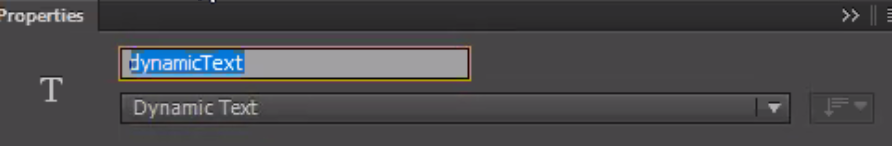 Properties
dynamicText
T
Dynamic Text